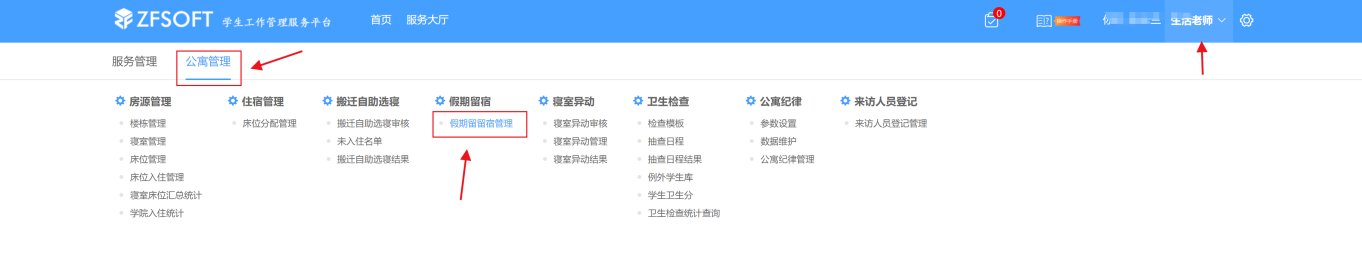 ZFSOFT 学生工作管理服务平台 首页 服务大厅 0 生活老师
服务管理 公寓管理
房源管理 住宿管理 搬迁自助选寝 假期留宿 寝室异动 卫生检查 公寓纪律 来访人员登记
楼栋管理 床位分配管理 搬迁自助选寝审核 假期留留宿管理 寝室异动审核 检查模板 参数设置 来访人员登记管理
寝室管理 未入住名单 寝室异动管理 抽查日程 数据维护
床位管理 搬迁自助选寝结果 寝室异动结果 抽查日程结果 公寓纪律管理
床位入住管理 例外学生库
寝室床位汇总统计 学生卫生分
学院入住统计 卫生检查统计查询